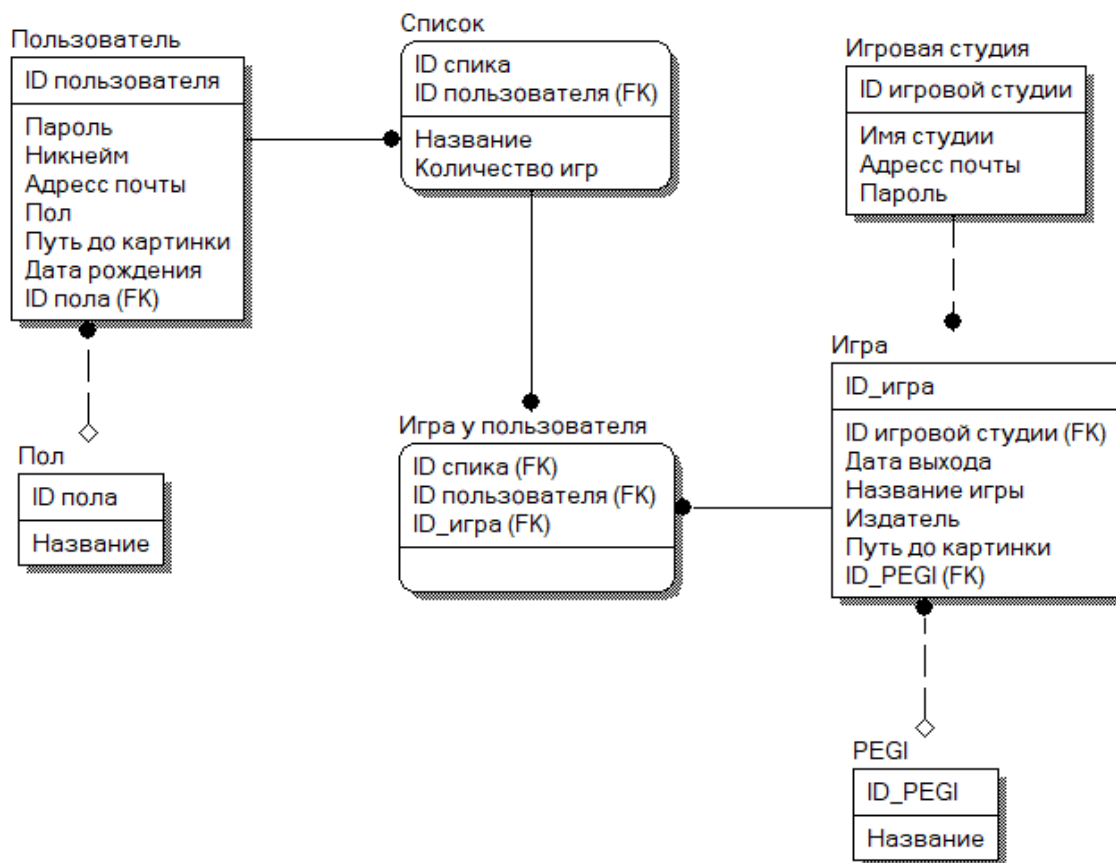 Пользователь
ID пользователя
Пароль
Никнейм
Адресс почты
Пол
Путь до картинки
Дата рождения
ID пола (FK)
Пол
ID пола
Название
Список
ID спика
ID пользователя (FK)
Название
Количество игр
Игра у пользователя
ID спика (FK)
ID пользователя (FK)
ID_игра (FK)
Игровая студия
ID игровой студии
Имя студии
Адресс почты
Пароль
Игра
ID_игра
ID игровой студии (FK)
Дата выхода
Название игры
Издатель
Путь до картинки
ID_PEGI (FK)
PEGI
ID_PEGI
Название